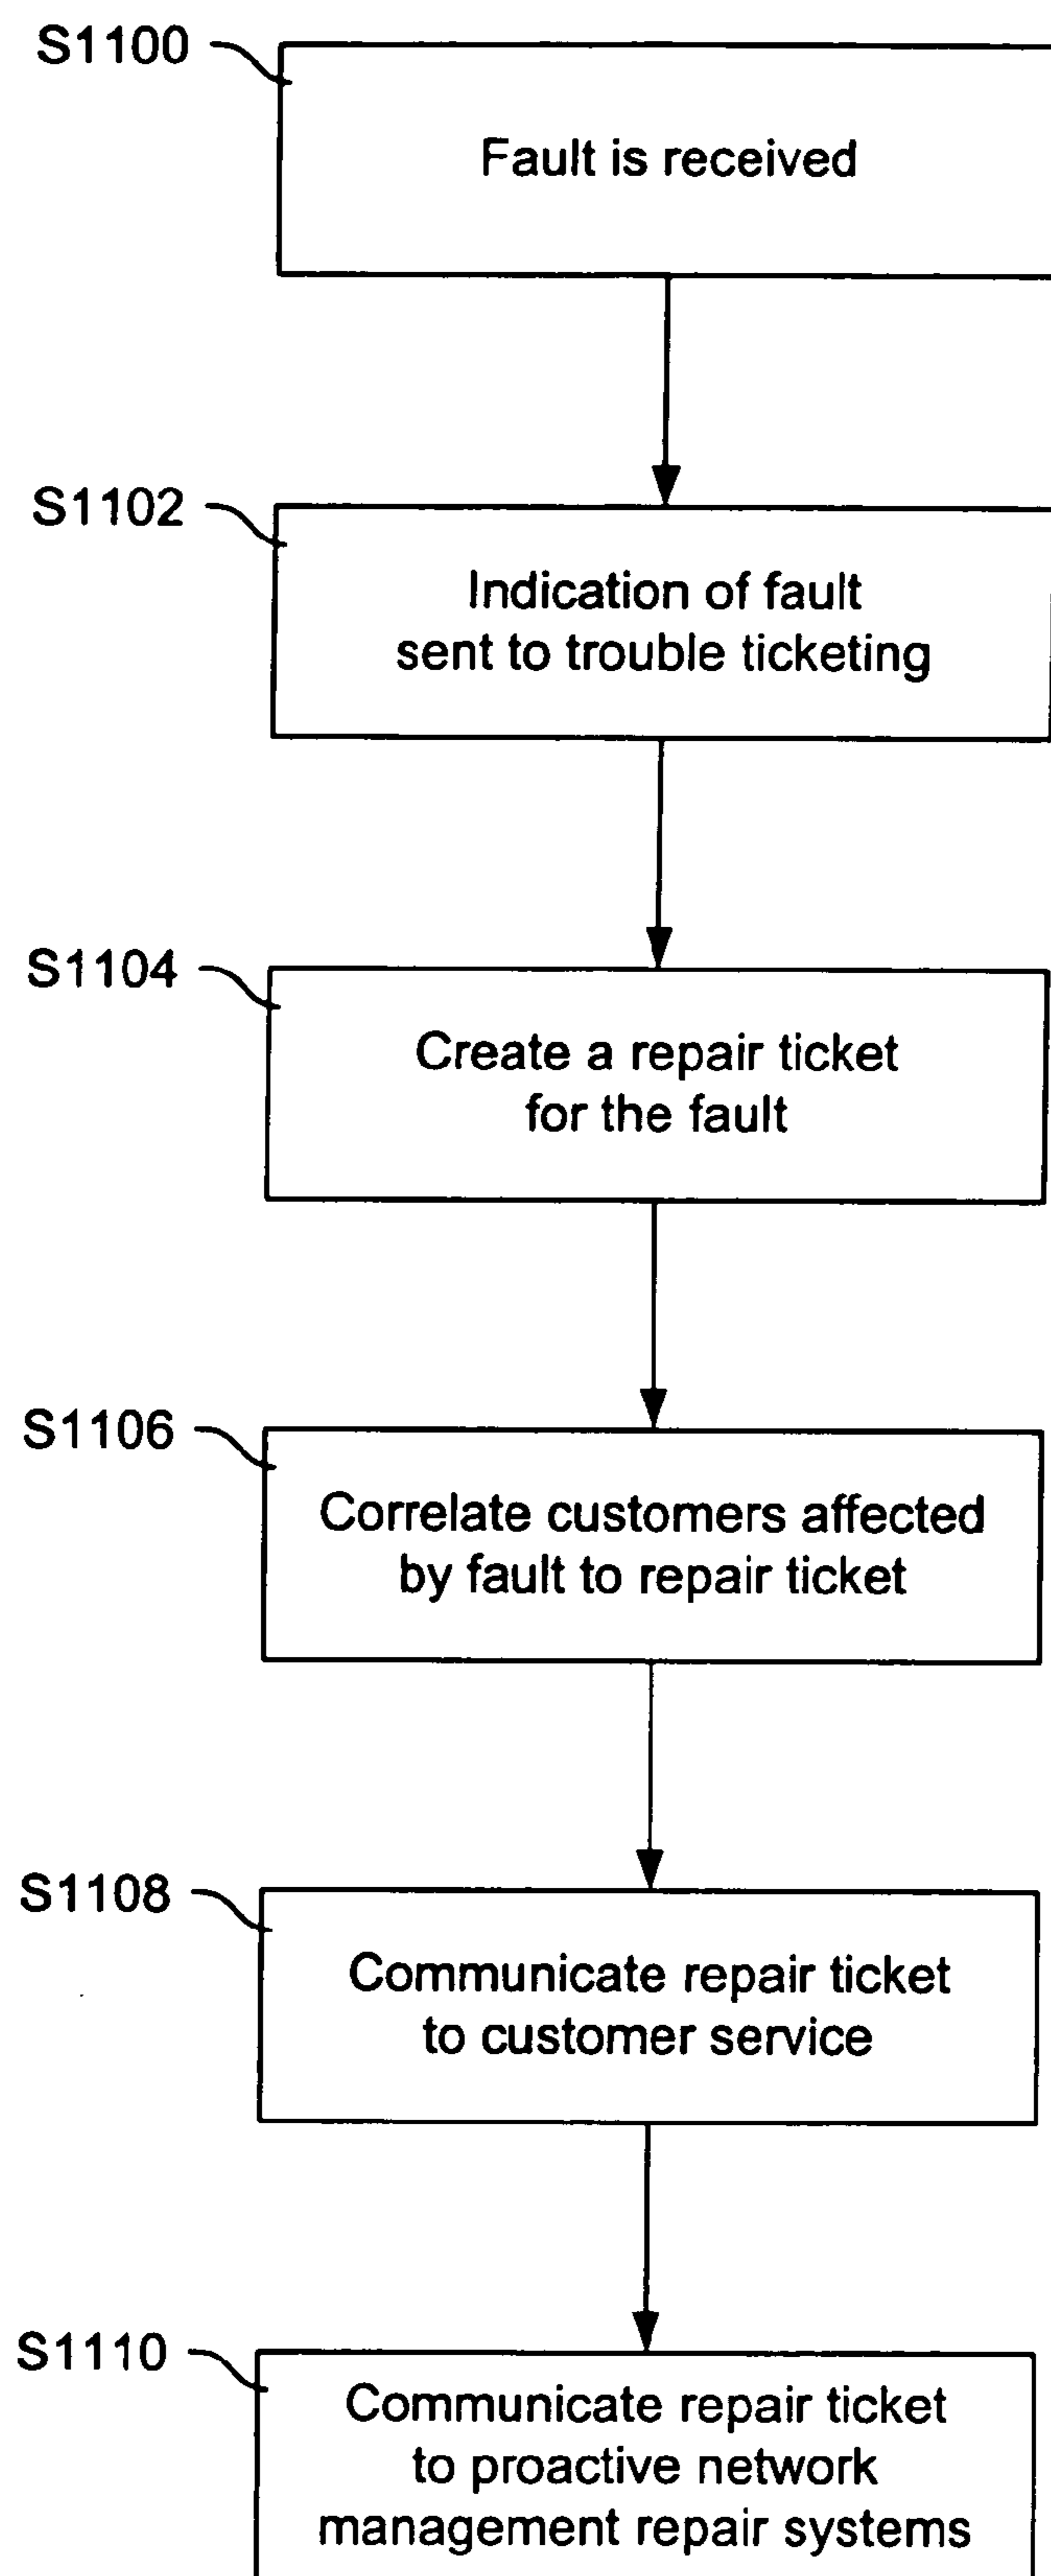 S1100
Fault is received
S1102
Indication of fault
sent to trouble ticketing
S1104
Create a repair ticket
for the fault
S1106
Correlate customers affected
by fault to repair ticket
S1108
Communicate repair ticket
to customer service
S1110
Communicate repair ticket
to proactive network
management repair systems